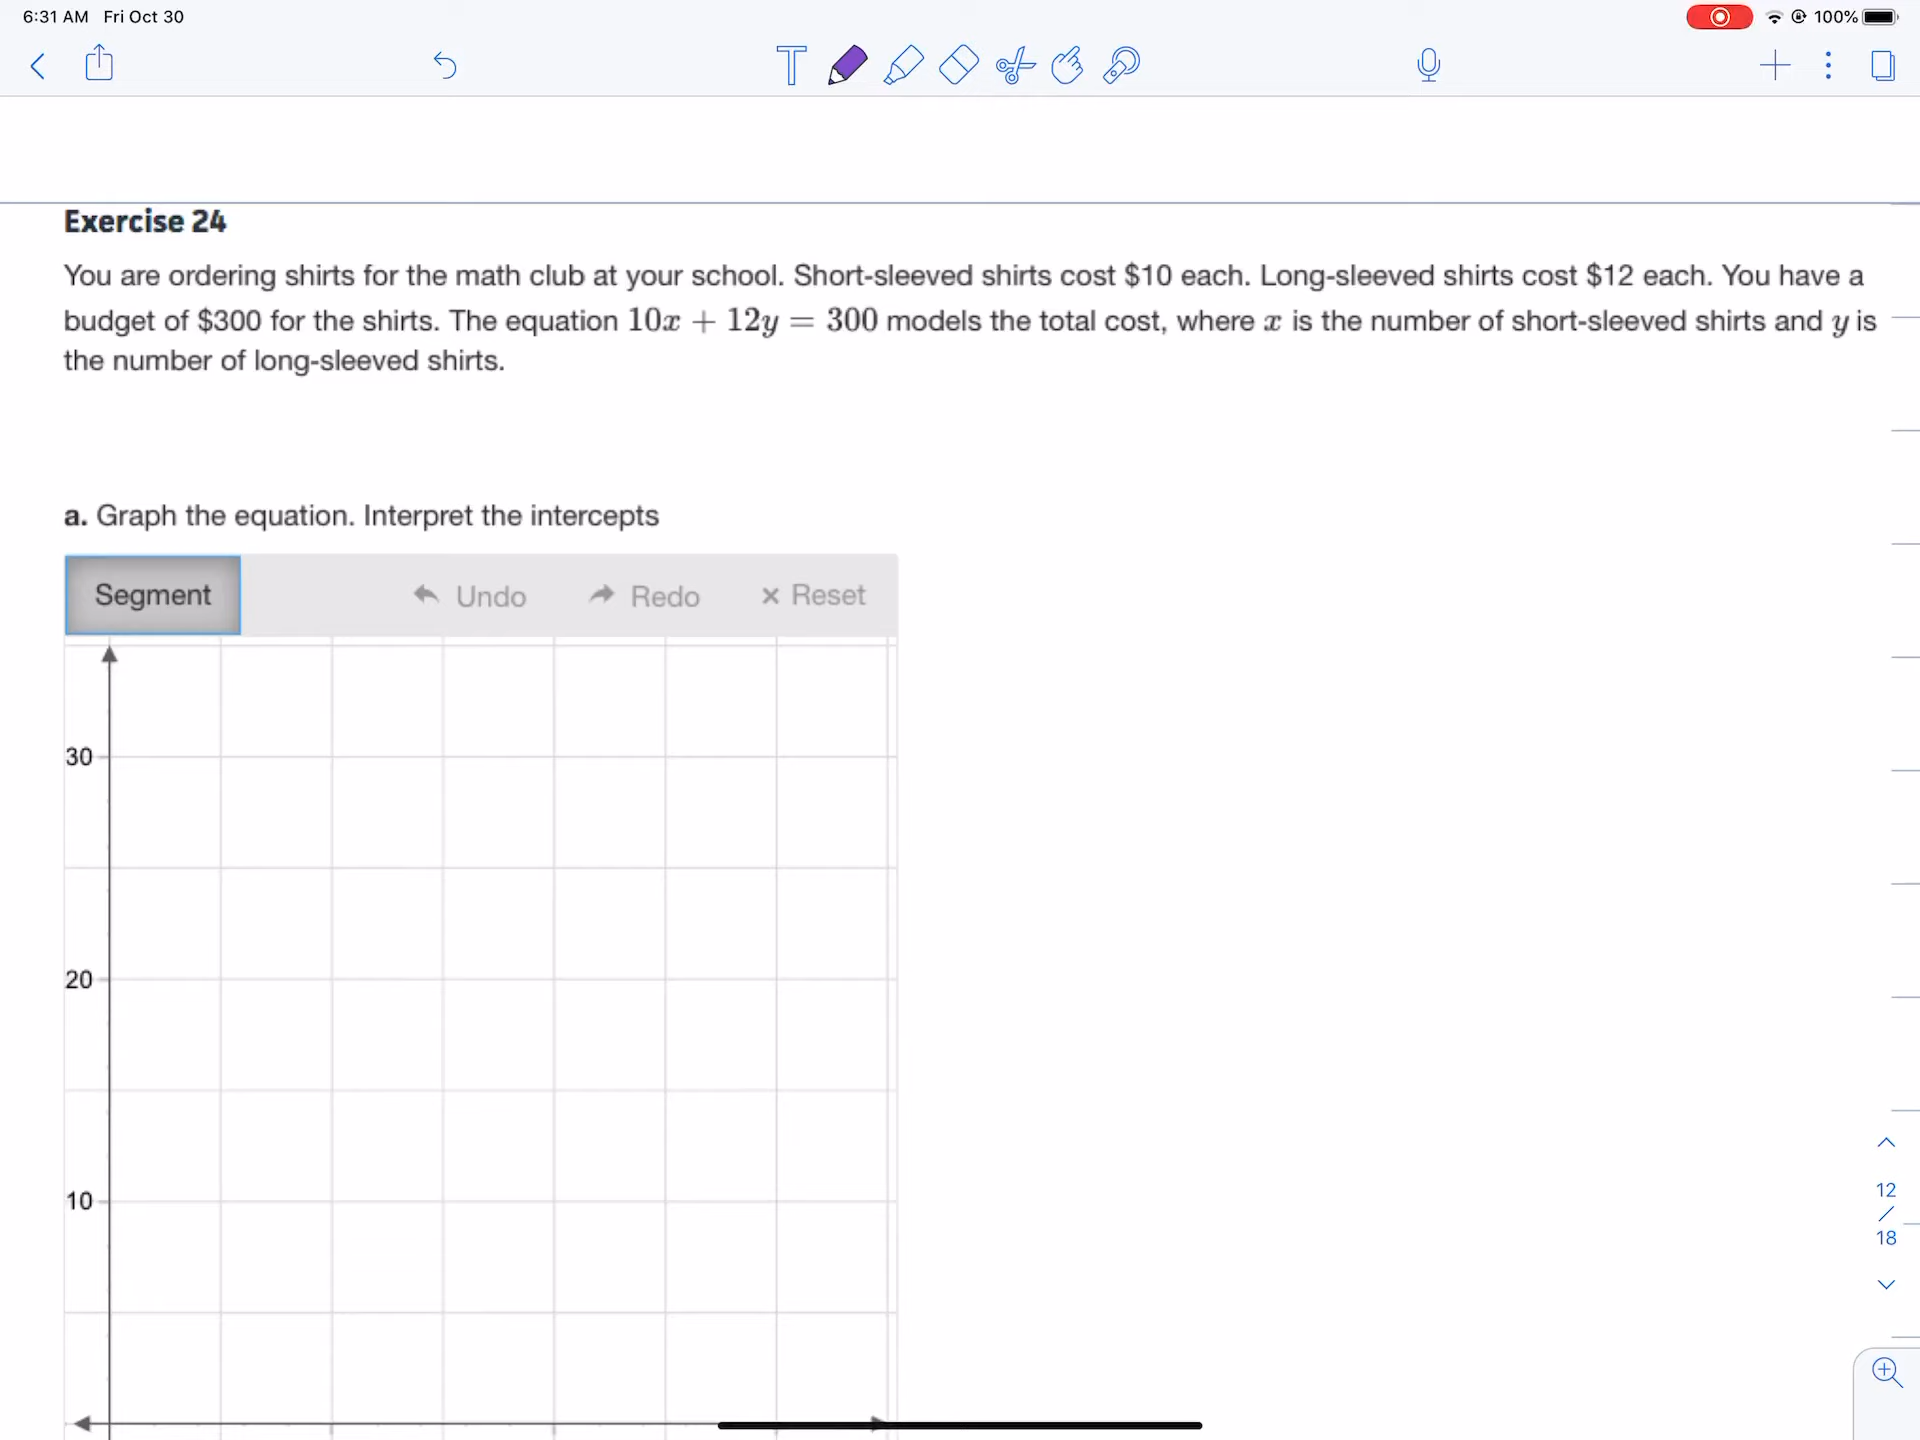 6:31 AM Fri Oct 30
100%
T
Exercise 24
You are ordering shirts for the math club at your school. Short-sleeved shirts cost $10 each. Long-sleeved shirts cost $12 each. You have a
budget of $300 for the shirts. The equation 10x + 12y = 300 models the total cost, where x is the number of short-sleeved shirts and y is
the number of long-sleeved shirts.
a. Graph the equation. Interpret the intercepts
Segment Undo Redo × Reset
30
20
10
12
/
18